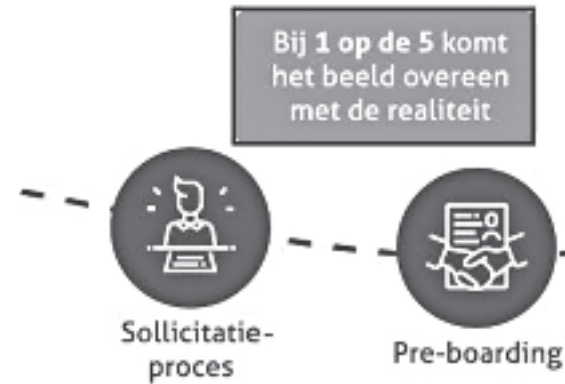 Bij 1 op de 5 komt
het beeld overeen
met de realiteit
Sollicitatie-
proces
Pre-boarding